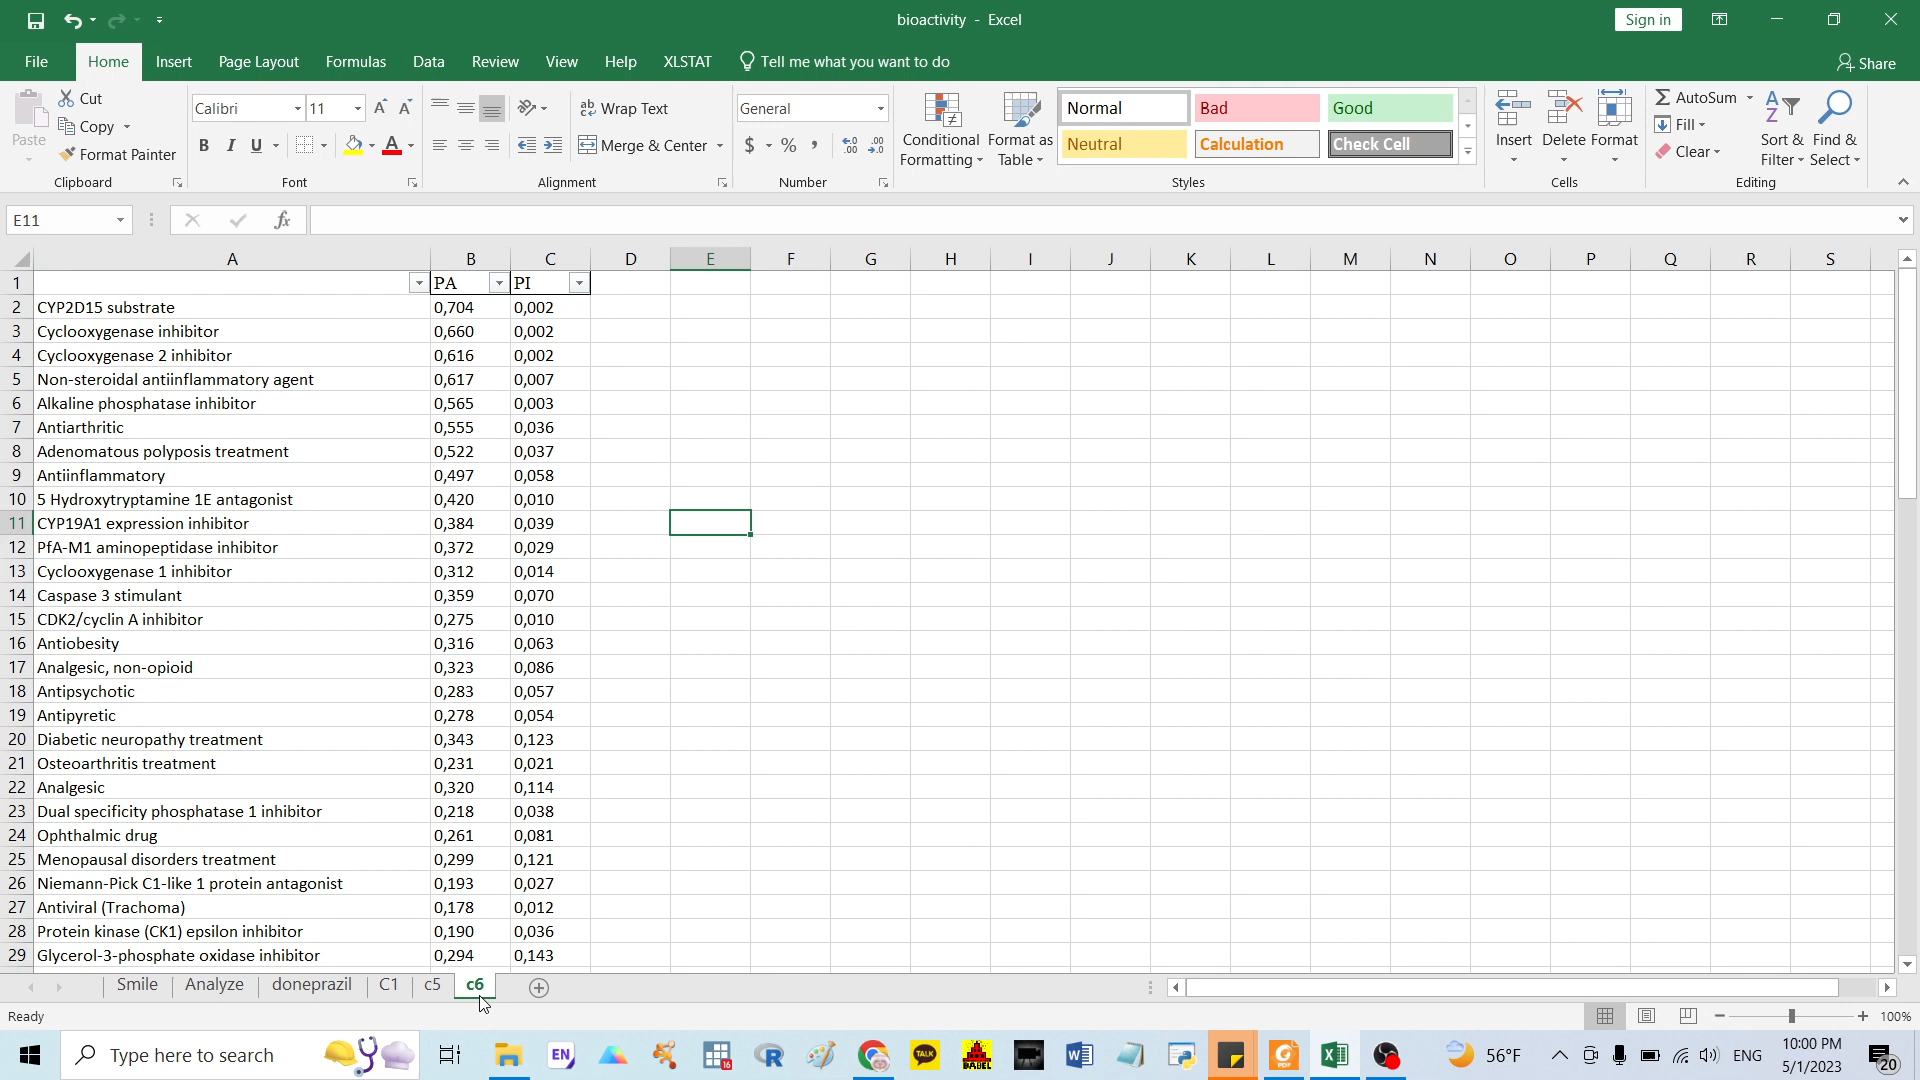 bioactivity - Excel
Sign in
File Home Insert Page Layout Formulas Data Review View Help XLSTAT Tell me what you want to do Share
Paste
Cut
Copy
Format Painter
Clipboard
Calibri 11
B I U
Font
Wrap Text
Merge & Center
Alignment
General
$ % ,
Number
Conditional Formatting
Format as Table
Normal Bad Good
Neutral Calculation Check Cell
Styles
Insert Delete Format
Cells
AutoSum
Fill
Clear
Sort & Filter
Find & Select
Editing
E11 fx
A B C D E F G H I J K L M N O P Q R S
1 PA PI
2 CYP2D15 substrate 0,704 0,002
3 Cyclooxygenase inhibitor 0,660 0,002
4 Cyclooxygenase 2 inhibitor 0,616 0,002
5 Non-steroidal antiinflammatory agent 0,617 0,007
6 Alkaline phosphatase inhibitor 0,565 0,003
7 Antiarthritic 0,555 0,036
8 Adenomatous polyposis treatment 0,522 0,037
9 Antiinflammatory 0,497 0,058
10 5 Hydroxytryptamine 1E antagonist 0,420 0,010
11 CYP19A1 expression inhibitor 0,384 0,039
12 PfA-M1 aminopeptidase inhibitor 0,372 0,029
13 Cyclooxygenase 1 inhibitor 0,312 0,014
14 Caspase 3 stimulant 0,359 0,070
15 CDK2/cyclin A inhibitor 0,275 0,010
16 Antiobesity 0,316 0,063
17 Analgesic, non-opioid 0,323 0,086
18 Antipsychotic 0,283 0,057
19 Antipyretic 0,278 0,054
20 Diabetic neuropathy treatment 0,343 0,123
21 Osteoarthritis treatment 0,231 0,021
22 Analgesic 0,320 0,114
23 Dual specificity phosphatase 1 inhibitor 0,218 0,038
24 Ophthalmic drug 0,261 0,081
25 Menopausal disorders treatment 0,299 0,121
26 Niemann-Pick C1-like 1 protein antagonist 0,193 0,027
27 Antiviral (Trachoma) 0,178 0,012
28 Protein kinase (CK1) epsilon inhibitor 0,190 0,036
29 Glycerol-3-phosphate oxidase inhibitor 0,294 0,143
Smile Analyze doneprazil C1 c5 c6
Ready 100%
Type here to search
EN
16
R
TALK
BABEL
56°F
ENG
10:00 PM
5/1/2023
20